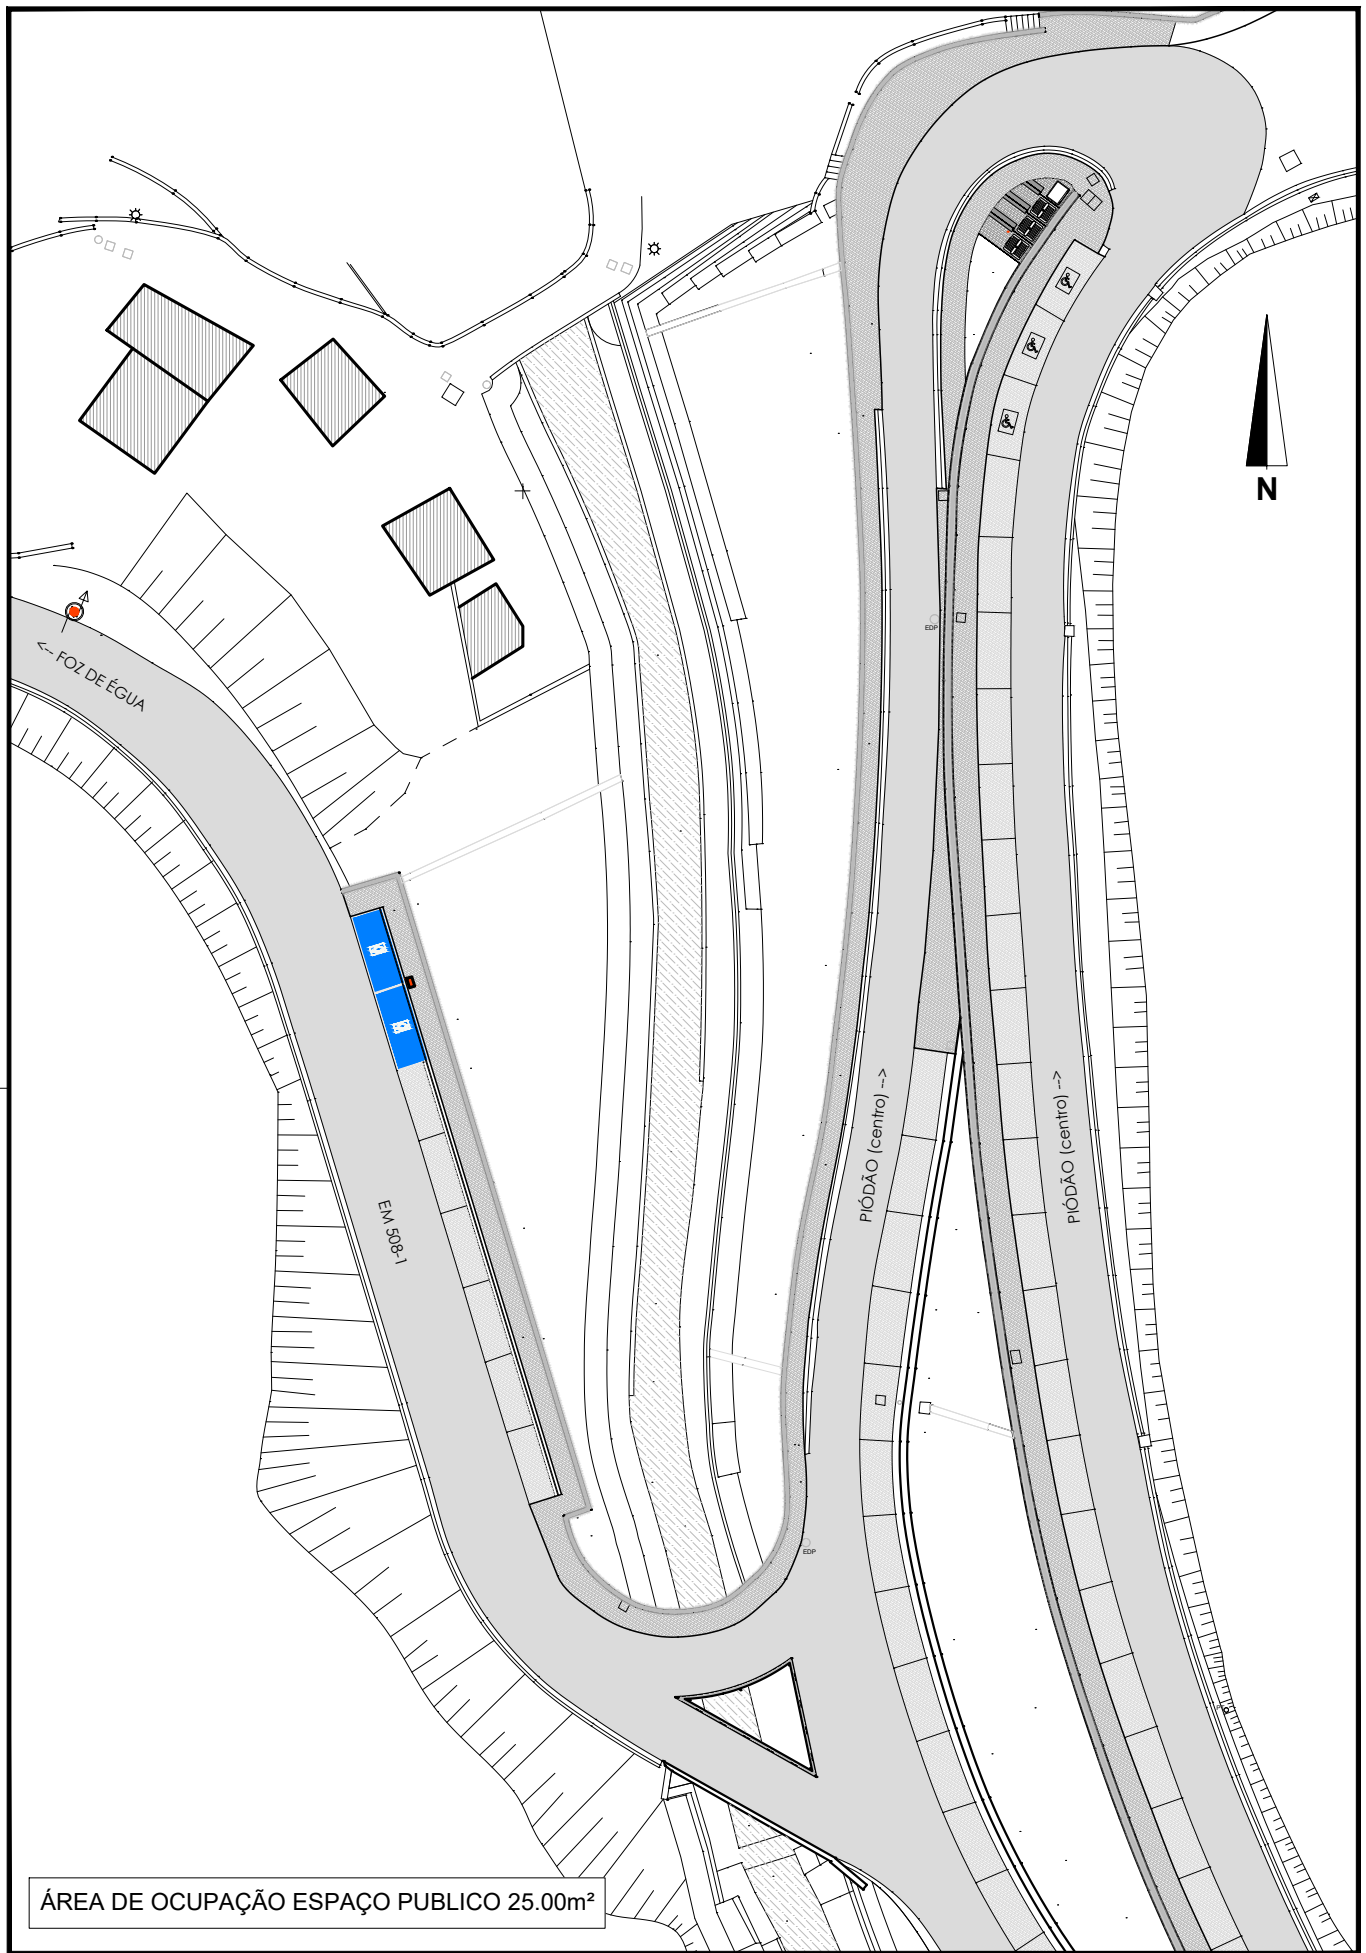 N
EDP
<-- FOZ DE ÉGUA
PIÓDÃO (centro) -->
PIÓDÃO (centro) -->
EM 508-1
EDP
ÁREA DE OCUPAÇÃO ESPAÇO PUBLICO 25.00m²